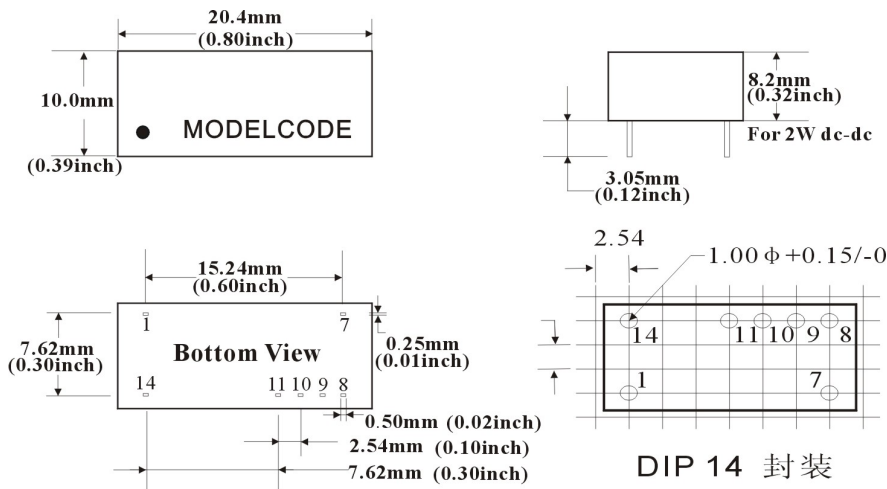 20.4mm
(0.80inch)
10.0mm
(0.39inch)
MODELCODE
8.2mm
(0.32inch)
For 2W dc-dc
3.05mm
(0.12inch)
15.24mm
(0.60inch)
1
7
7.62mm
(0.30inch)
Bottom View
0.25mm
(0.01inch)
14
11 10 9 8
0.50mm (0.02inch)
2.54mm (0.10inch)
7.62mm (0.30inch)
2.54
1.00 ϕ +0.15/-0
14 11 10 9 8
1 7
DIP 14 封装